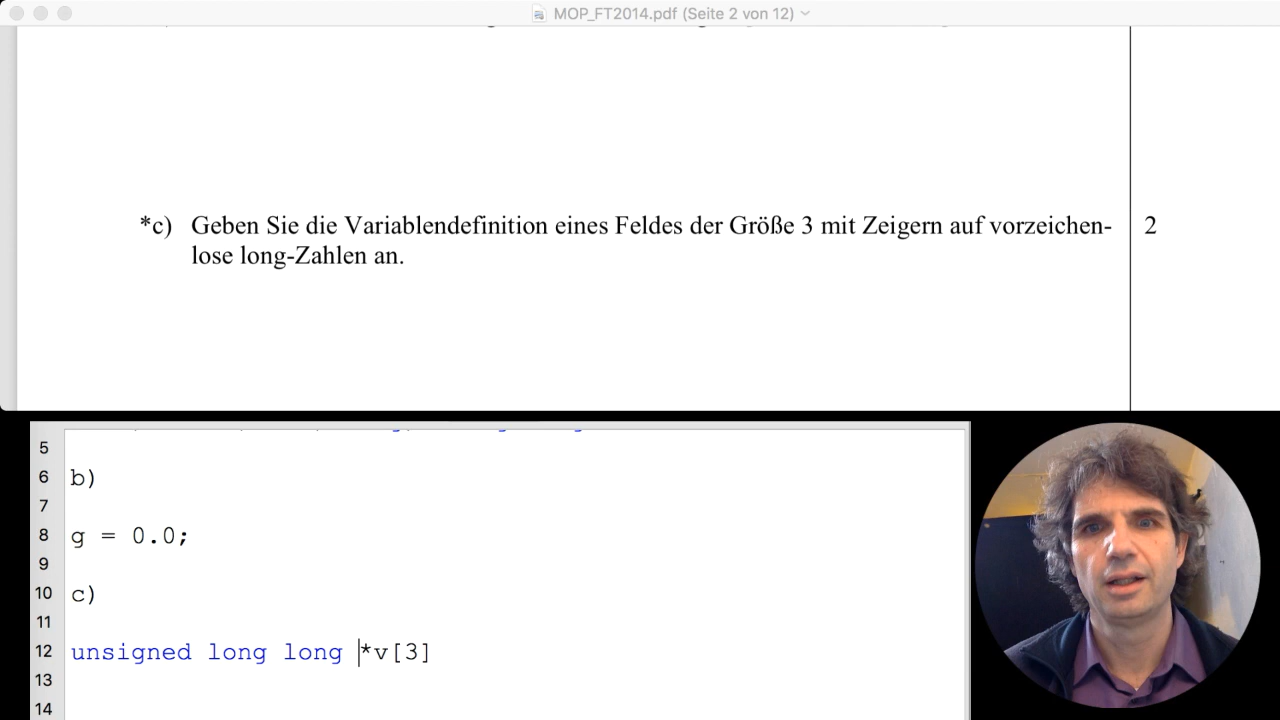 MOP_FT2014.pdf (Seite 2 von 12)
*c) Geben Sie die Variablendefinition eines Feldes der Größe 3 mit Zeigern auf vorzeichen- 2
lose long-Zahlen an.
5
6 b)
7
8 g = 0.0;
9
10 c)
11
12 unsigned long long *v[3]
13
14